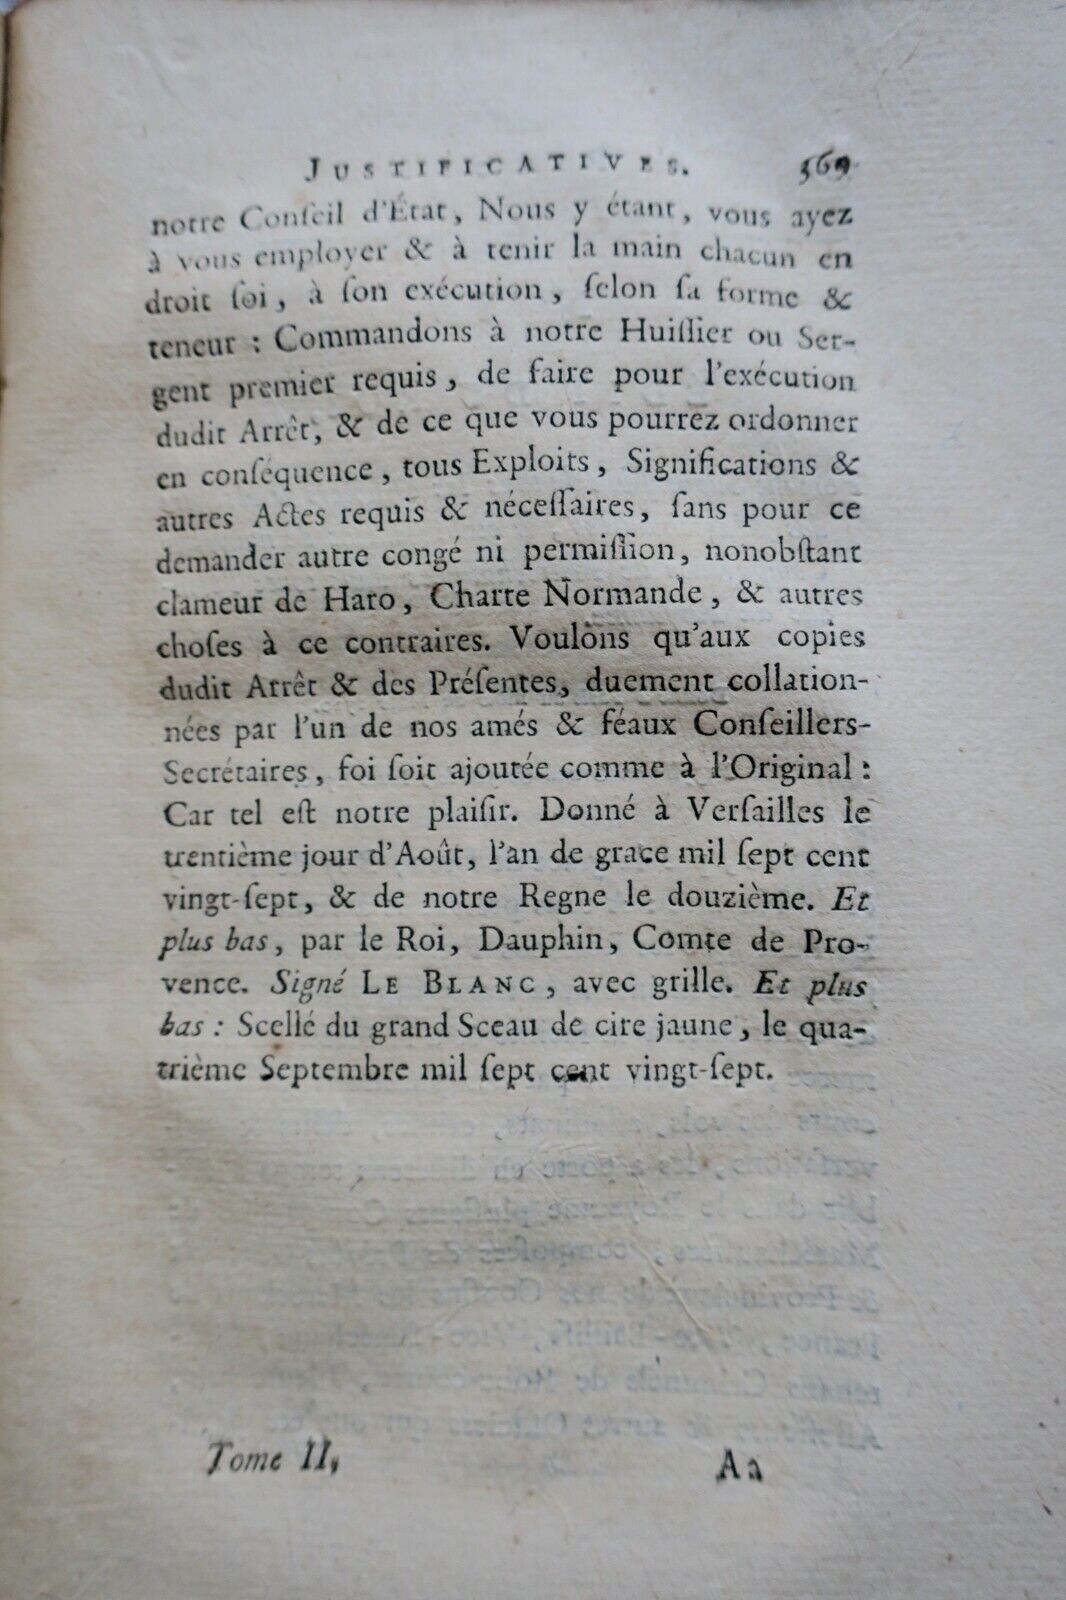 JUSTIFICATIVES. 369
notre Conſeil d'Etat, Nous y étant, vous ayez
à vous employer & à tenir la main chacun en
droit ſoi, à ſon exécution, ſelon ſa forme &
teneur : Commandons à notre Huiſſier ou Ser-
gent premier requis, de faire pour l'exécution
dudit Arrêt, & de ce que vous pourrez ordonner
en conſéquence, tous Exploits, Significations &
autres Actes requis & néceſſaires, ſans pour ce
demander autre congé ni permiſſion, nonobſtant
clameur de Haro, Charte Normande, & autres
choſes à ce contraires. Voulons qu'aux copies
dudit Arrêt & des Préſentes, duement collation-
nées par l'un de nos amés & féaux Conſeillers-
Secrétaires, foi ſoit ajoutée comme à l'Original :
Car tel eſt notre plaiſir. Donné à Verſailles le
trentième jour d'Août, l'an de grace mil ſept cent
vingt-ſept, & de notre Regne le douzième. Et
plus bas, par le Roi, Dauphin, Comte de Pro-
vence. Signé LE BLANC, avec grille. Et plus
bas : Scellé du grand Sceau de cire jaune, le qua-
trième Septembre mil ſept cent vingt-ſept.
Tome II, Aa